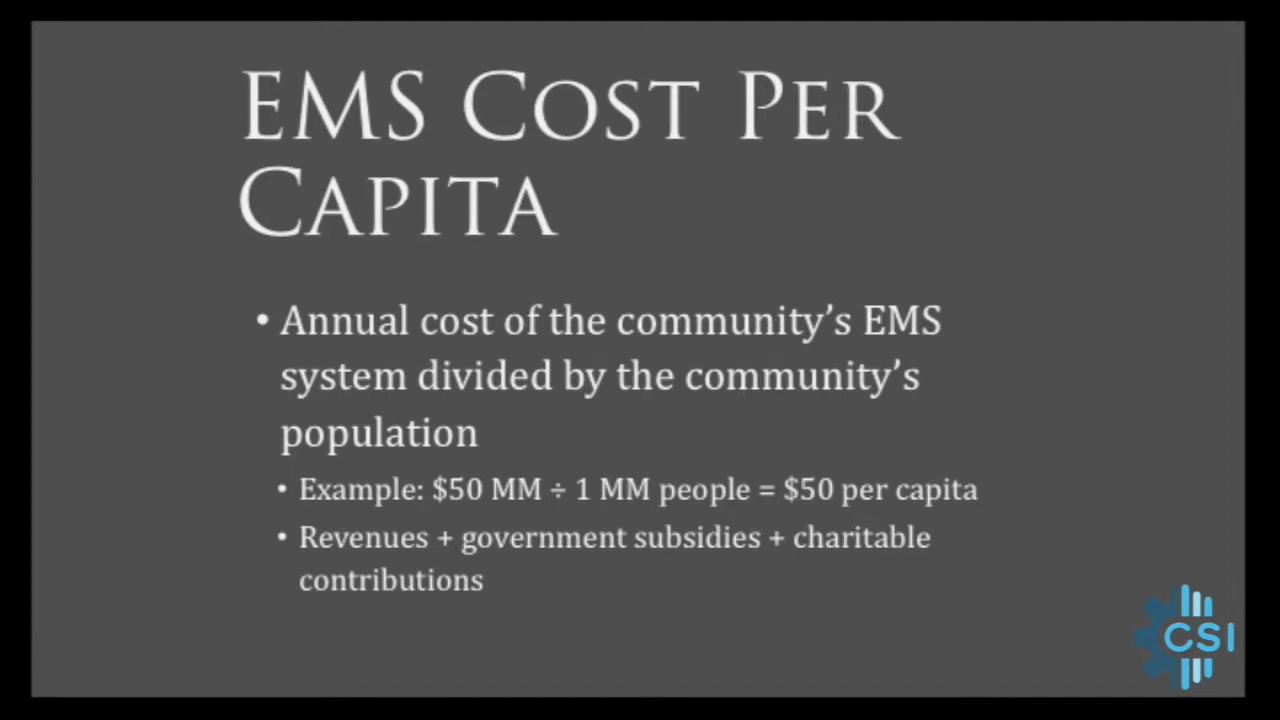 EMS Cost Per
Capita
• Annual cost of the community’s EMS
system divided by the community’s
population
• Example: $50 MM ÷ 1 MM people = $50 per capita
• Revenues + government subsidies + charitable
contributions
CSI